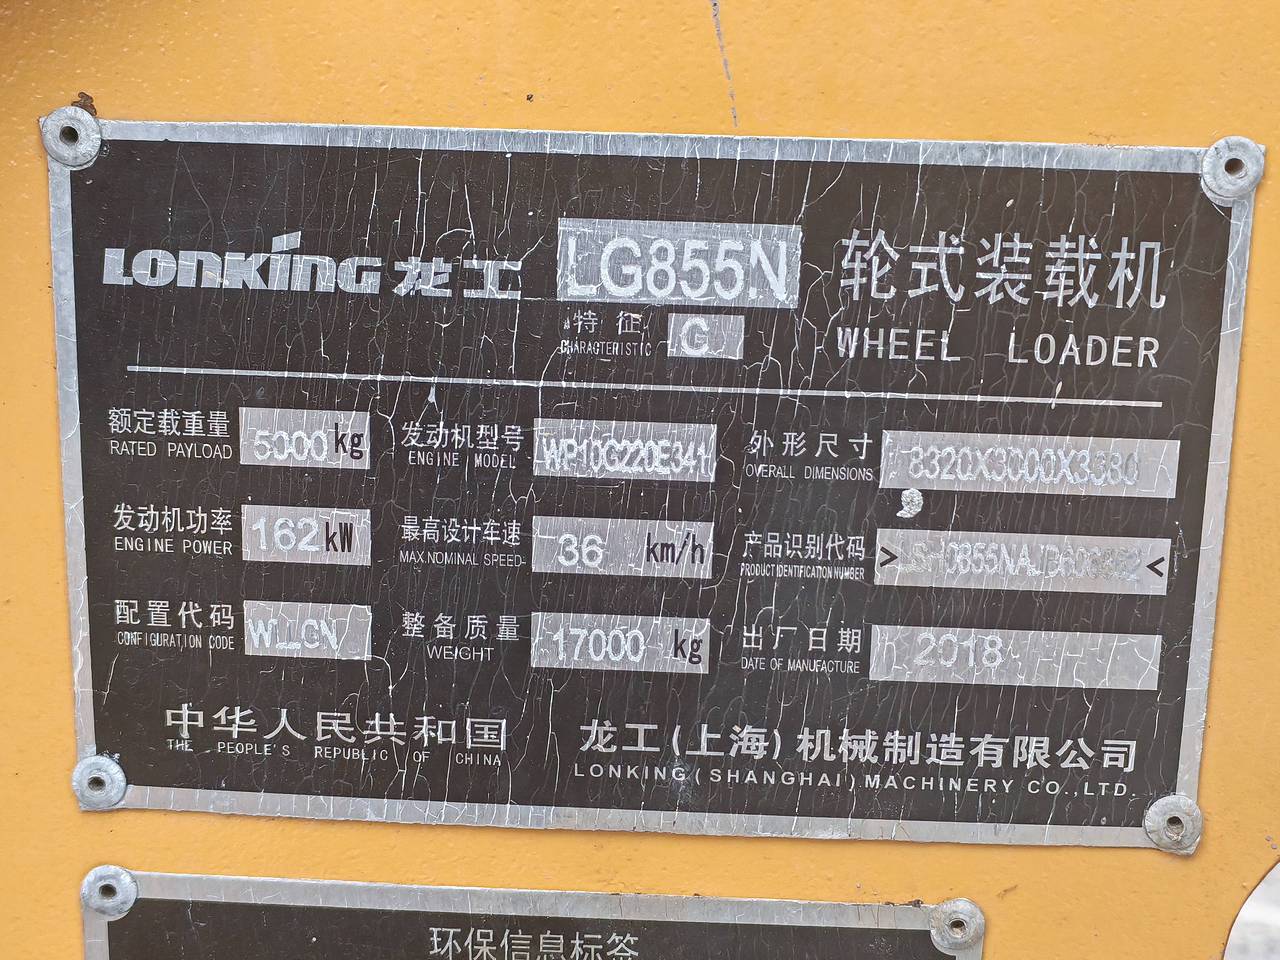 LONKING 龙工 LG855N 轮式装载机
特征 G
CHARACTERISTIC
WHEEL LOADER
额定载重量 5000 kg 发动机型号 WP10G220E341 外形尺寸
RATED PAYLOAD ENGINE MODEL OVERALL DIMENSIONS
发动机功率 162 kW 最高设计车速 36 km/h 产品识别代码 > <
ENGINE POWER MAX.NOMINAL SPEED PRODUCT IDENTIFICATION NUMBER
配置代码 整备质量 17000 kg 出厂日期 2018
CONFIGURATION CODE WEIGHT DATE OF MANUFACTURE
中华人民共和国 龙工(上海)机械制造有限公司
THE PEOPLE'S REPUBLIC OF CHINA LONKING(SHANGHAI)MACHINERY CO.,LTD.
环保信息标签